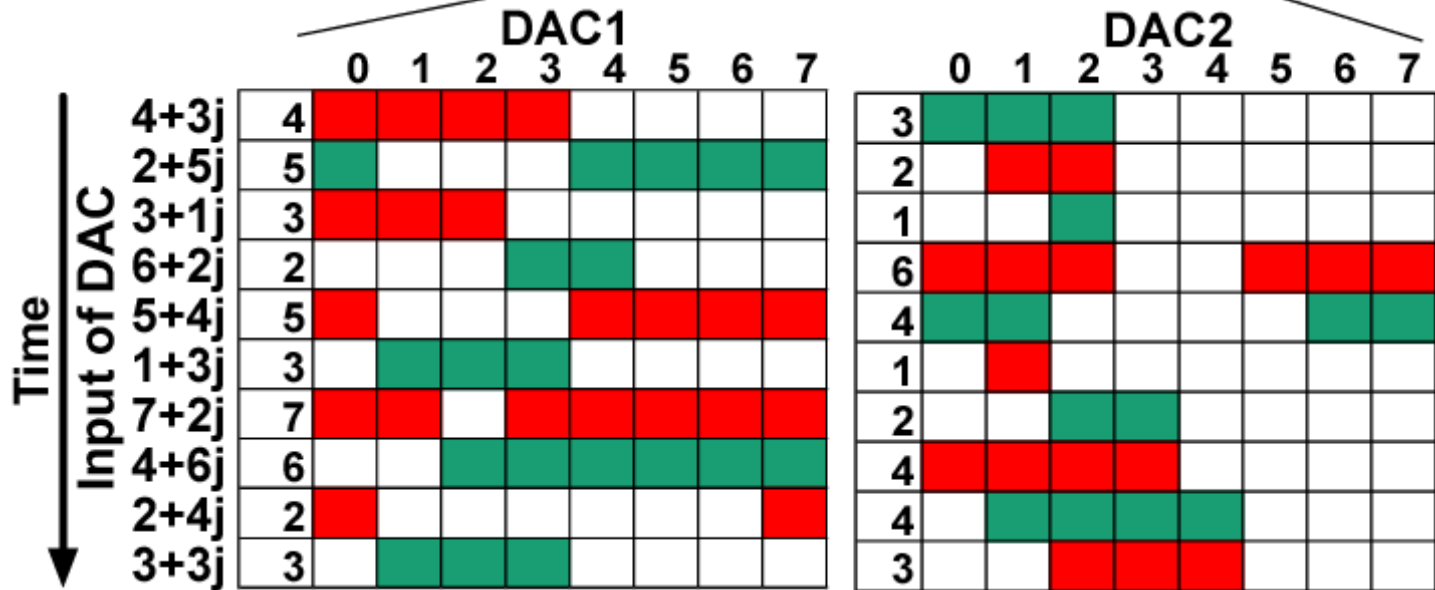 DAC1 DAC2
0 1 2 3 4 5 6 7 0 1 2 3 4 5 6 7
4+3j 4 3
2+5j 5 2
3+1j 3 1
6+2j 2 6
5+4j 5 4
1+3j 3 1
7+2j 7 2
4+6j 6 4
2+4j 2 4
3+3j 3 3
Time
Input of DAC